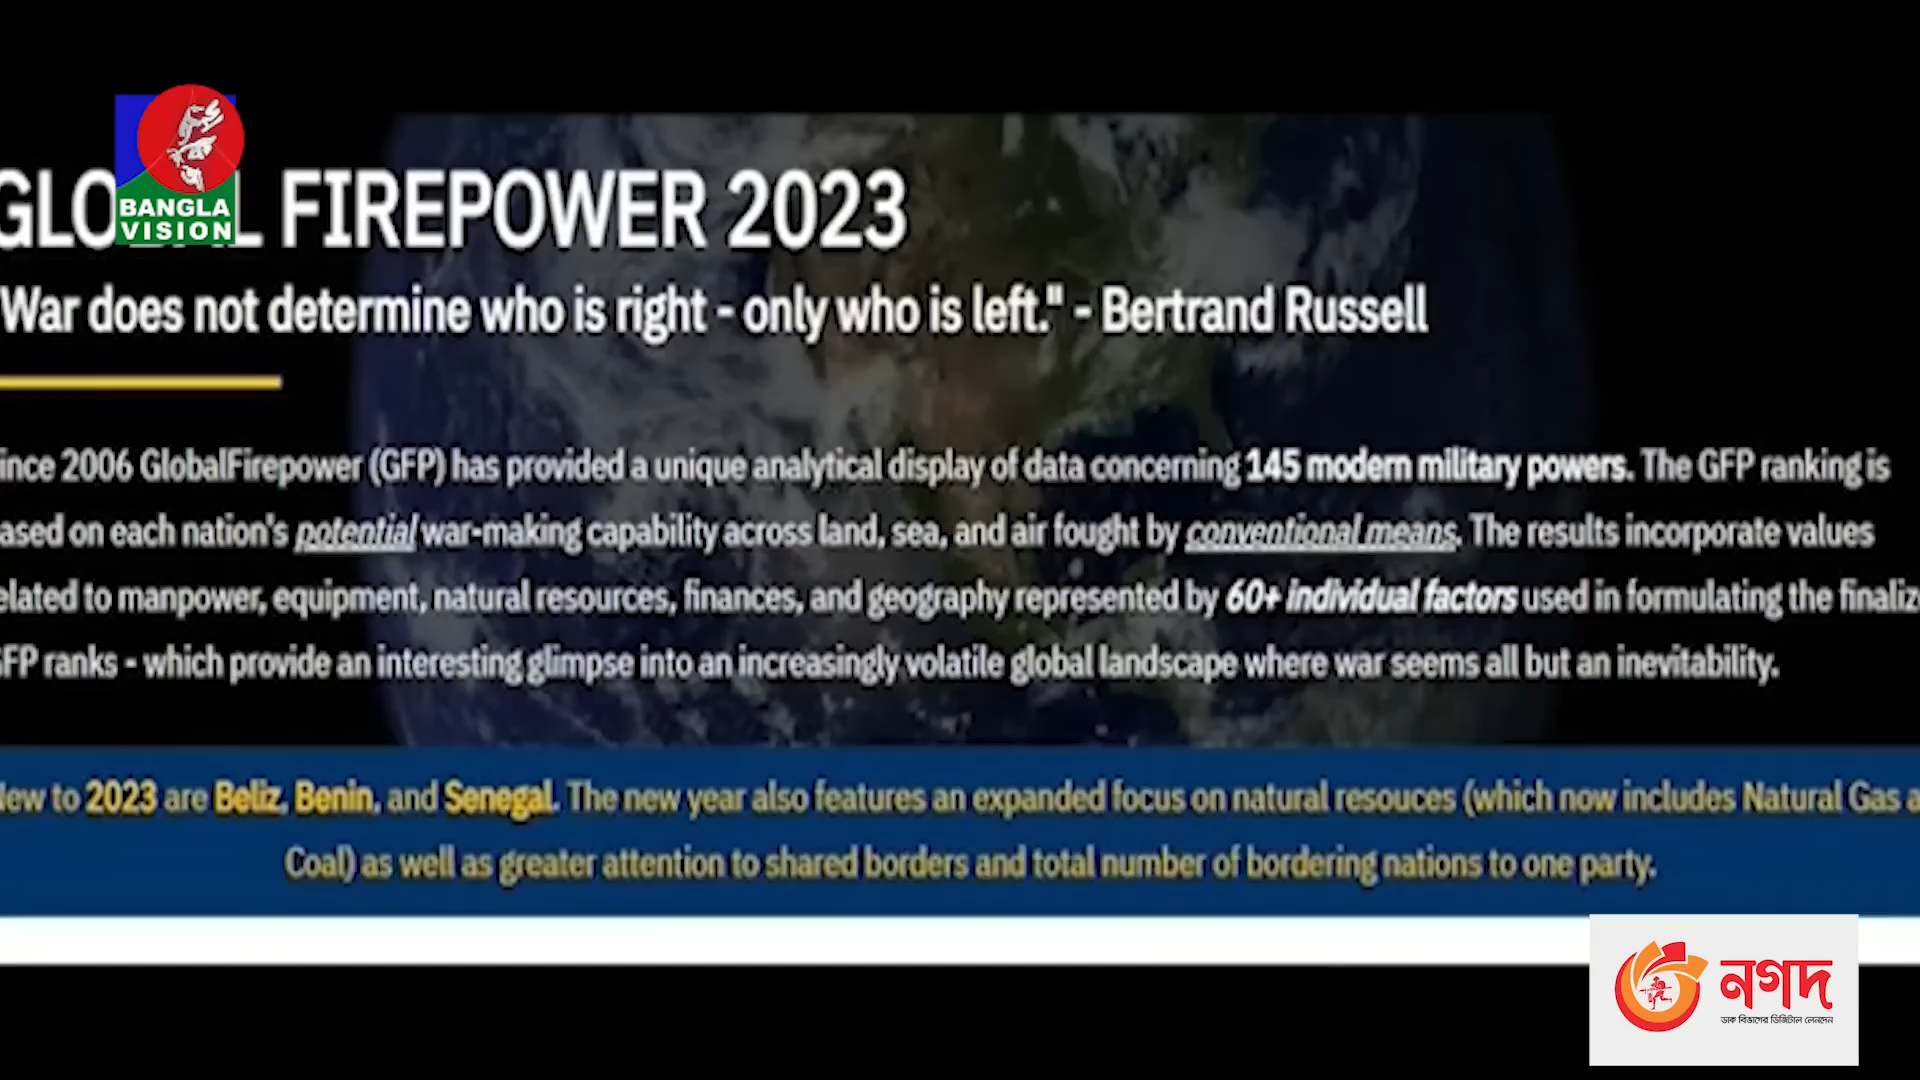 BANGLA
VISION
GLOBAL FIREPOWER 2023
"War does not determine who is right - only who is left." - Bertrand Russell
ince 2006 GlobalFirepower (GFP) has provided a unique analytical display of data concerning 145 modern military powers. The GFP ranking is
ased on each nation's potential war-making capability across land, sea, and air fought by conventional means. The results incorporate values
elated to manpower, equipment, natural resources, finances, and geography represented by 60+ individual factors used in formulating the finaliz
GFP ranks - which provide an interesting glimpse into an increasingly volatile global landscape where war seems all but an inevitability.
New to 2023 are Beliz, Benin, and Senegal. The new year also features an expanded focus on natural resouces (which now includes Natural Gas a
Coal) as well as greater attention to shared borders and total number of bordering nations to one party.
নগদ
ডাক বিভাগের ডিজিটাল লেনদেন